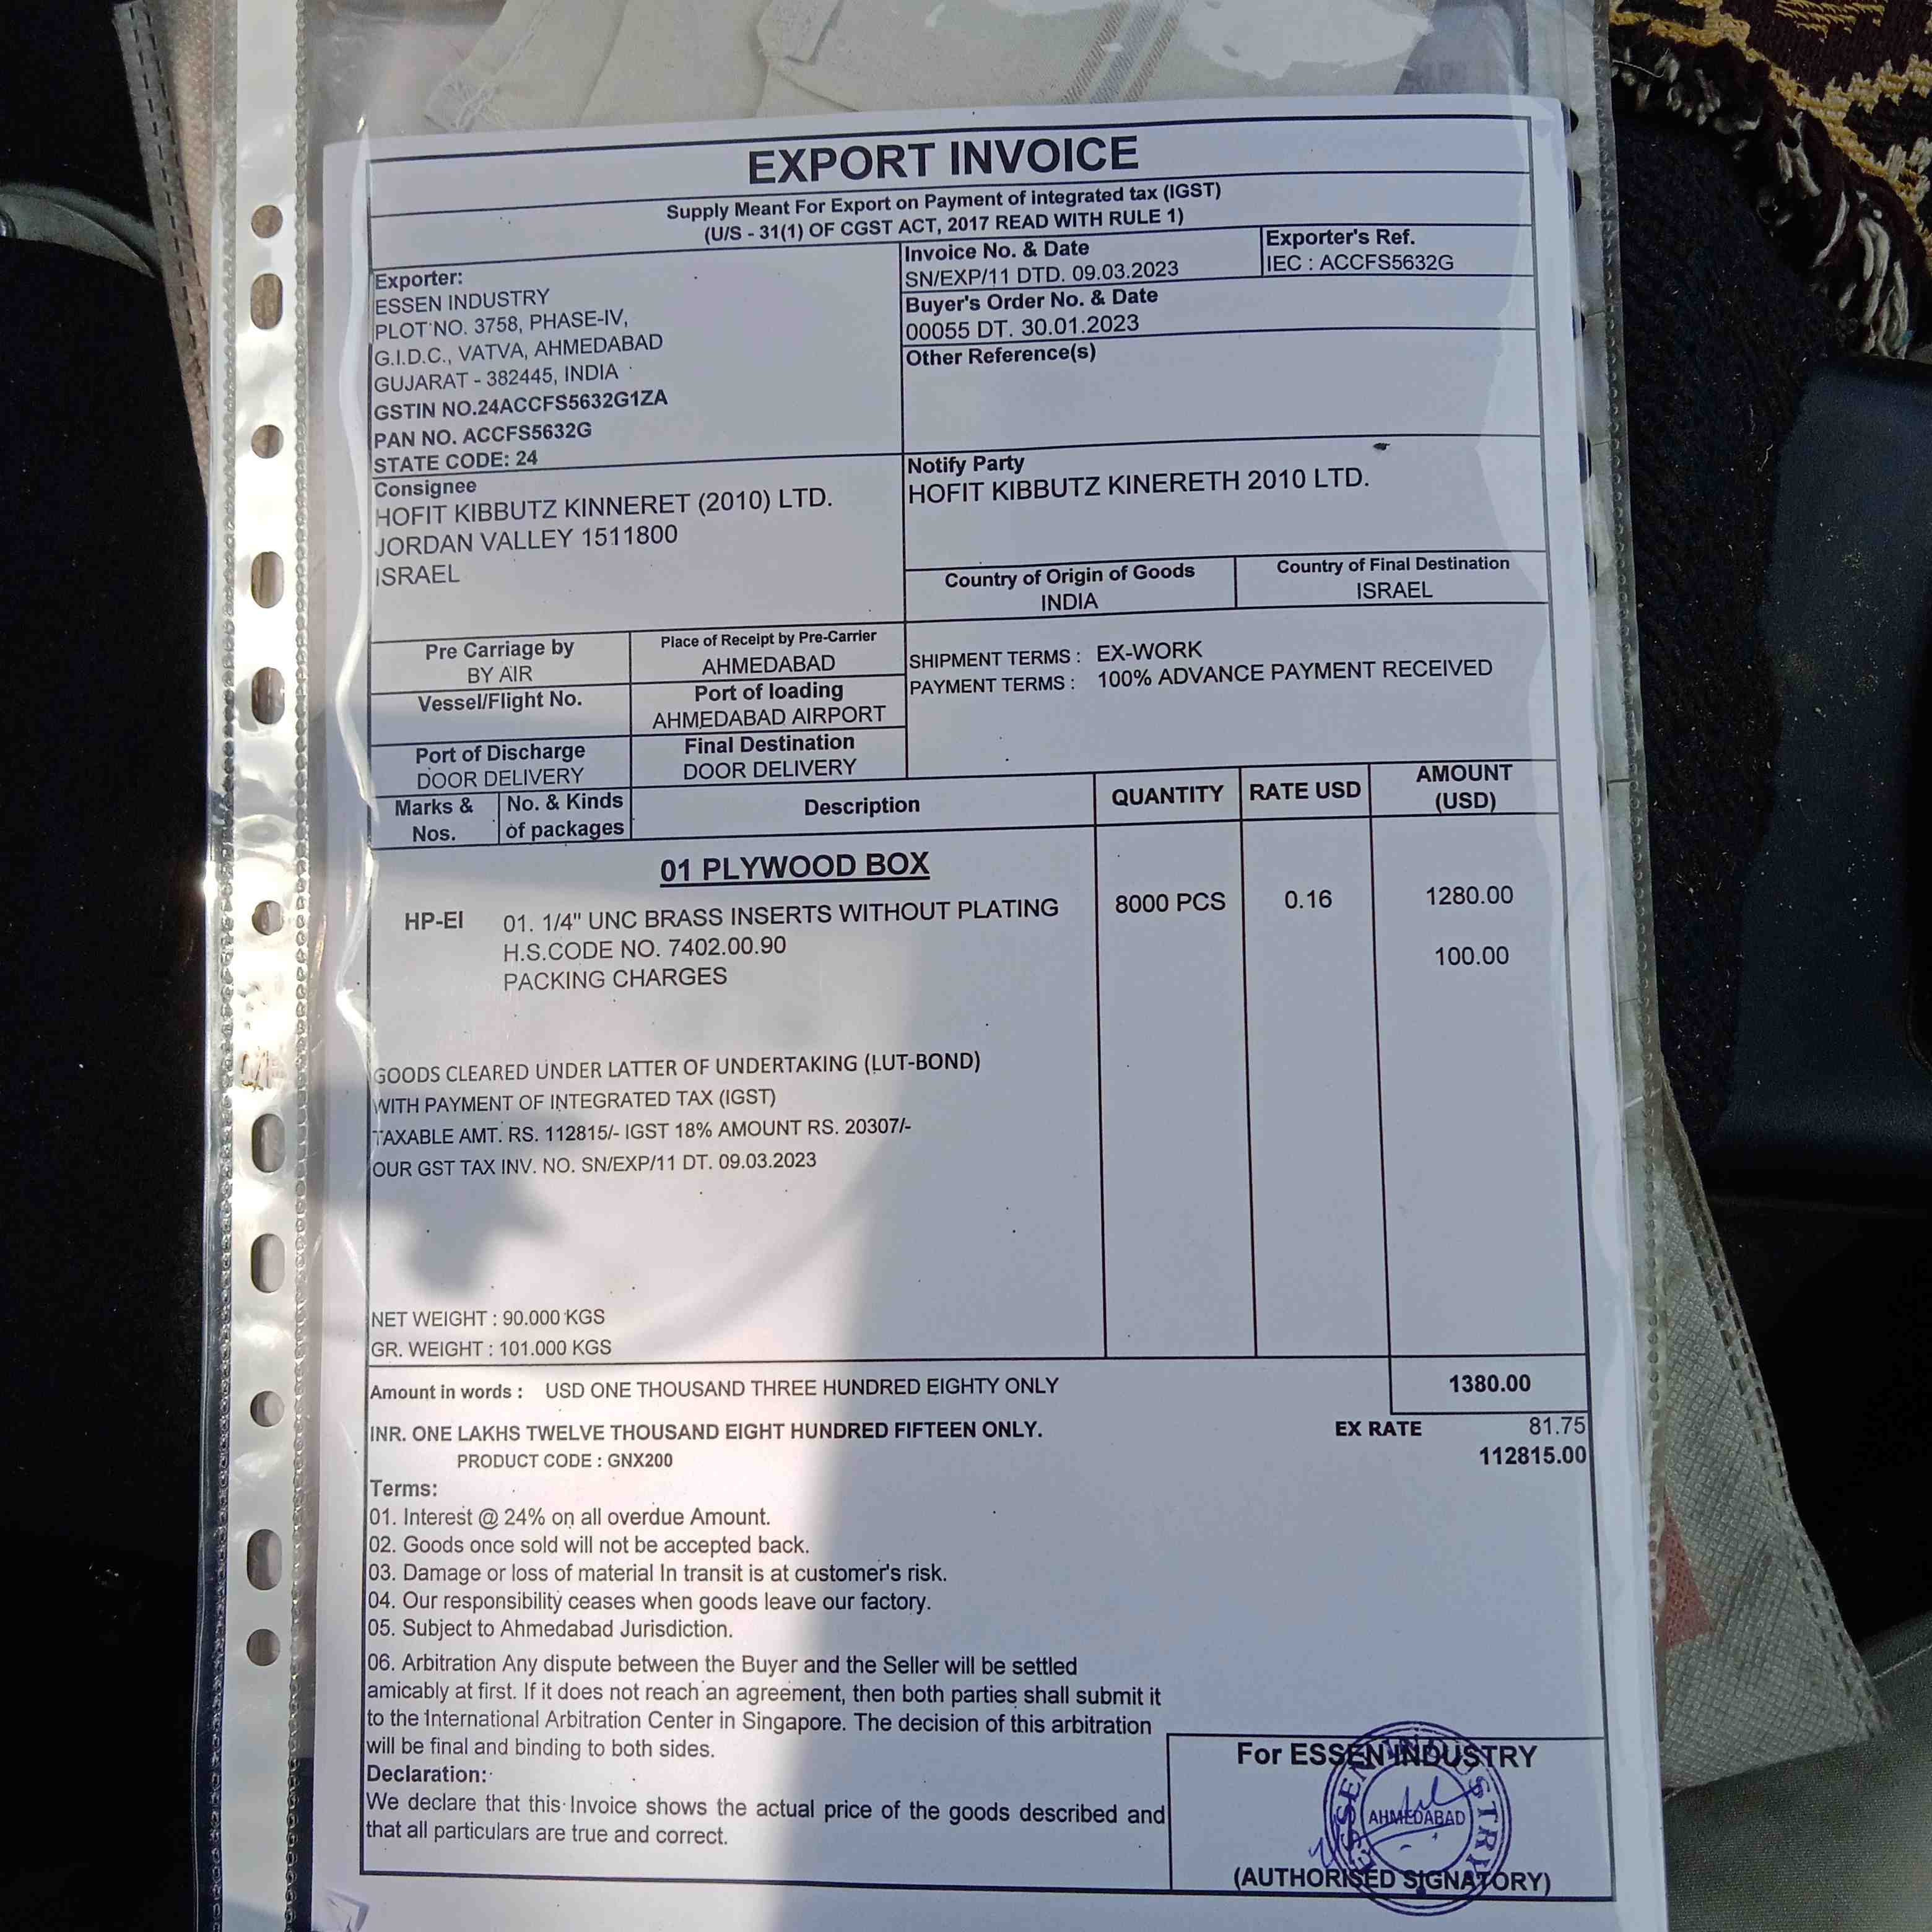 EXPORT INVOICE
Supply Meant For Export on Payment of integrated tax (IGST)
(U/S - 31(1) OF CGST ACT, 2017 READ WITH RULE 1)
Exporter:
ESSEN INDUSTRY
PLOT NO. 3758, PHASE-IV,
G.I.D.C., VATVA, AHMEDABAD
GUJARAT - 382445, INDIA
GSTIN NO.24ACCFS5632G1ZA
PAN NO. ACCFS5632G
STATE CODE: 24
Invoice No. & Date
SN/EXP/11 DTD. 09.03.2023
Exporter's Ref.
IEC : ACCFS5632G
Buyer's Order No. & Date
00055 DT. 30.01.2023
Other Reference(s)
Consignee
HOFIT KIBBUTZ KINNERET (2010) LTD.
JORDAN VALLEY 1511800
ISRAEL
Notify Party
HOFIT KIBBUTZ KINERETH 2010 LTD.
Country of Origin of Goods
INDIA
Country of Final Destination
ISRAEL
Pre Carriage by
BY AIR
Place of Receipt by Pre-Carrier
AHMEDABAD
Vessel/Flight No.
Port of loading
AHMEDABAD AIRPORT
Port of Discharge
DOOR DELIVERY
Final Destination
DOOR DELIVERY
SHIPMENT TERMS : EX-WORK
PAYMENT TERMS : 100% ADVANCE PAYMENT RECEIVED
Marks &
Nos.
No. & Kinds
of packages
Description
QUANTITY
RATE USD
AMOUNT
(USD)
01 PLYWOOD BOX
HP-EI 01. 1/4" UNC BRASS INSERTS WITHOUT PLATING 8000 PCS 0.16 1280.00
H.S.CODE NO. 7402.00.90
PACKING CHARGES 100.00
GOODS CLEARED UNDER LATTER OF UNDERTAKING (LUT-BOND)
WITH PAYMENT OF INTEGRATED TAX (IGST)
TAXABLE AMT. RS. 112815/- IGST 18% AMOUNT RS. 20307/-
OUR GST TAX INV. NO. SN/EXP/11 DT. 09.03.2023
NET WEIGHT : 90.000 KGS
GR. WEIGHT : 101.000 KGS
Amount in words : USD ONE THOUSAND THREE HUNDRED EIGHTY ONLY 1380.00
INR. ONE LAKHS TWELVE THOUSAND EIGHT HUNDRED FIFTEEN ONLY. EX RATE 81.75
PRODUCT CODE : GNX200 112815.00
Terms:
01. Interest @ 24% on all overdue Amount.
02. Goods once sold will not be accepted back.
03. Damage or loss of material In transit is at customer's risk.
04. Our responsibility ceases when goods leave our factory.
05. Subject to Ahmedabad Jurisdiction.
06. Arbitration Any dispute between the Buyer and the Seller will be settled
amicably at first. If it does not reach an agreement, then both parties shall submit it
to the International Arbitration Center in Singapore. The decision of this arbitration
will be final and binding to both sides.
Declaration:
We declare that this Invoice shows the actual price of the goods described and
that all particulars are true and correct.
For ESSEN INDUSTRY
ESSEN INDUSTRY
AHMEDABAD
(AUTHORISED SIGNATORY)